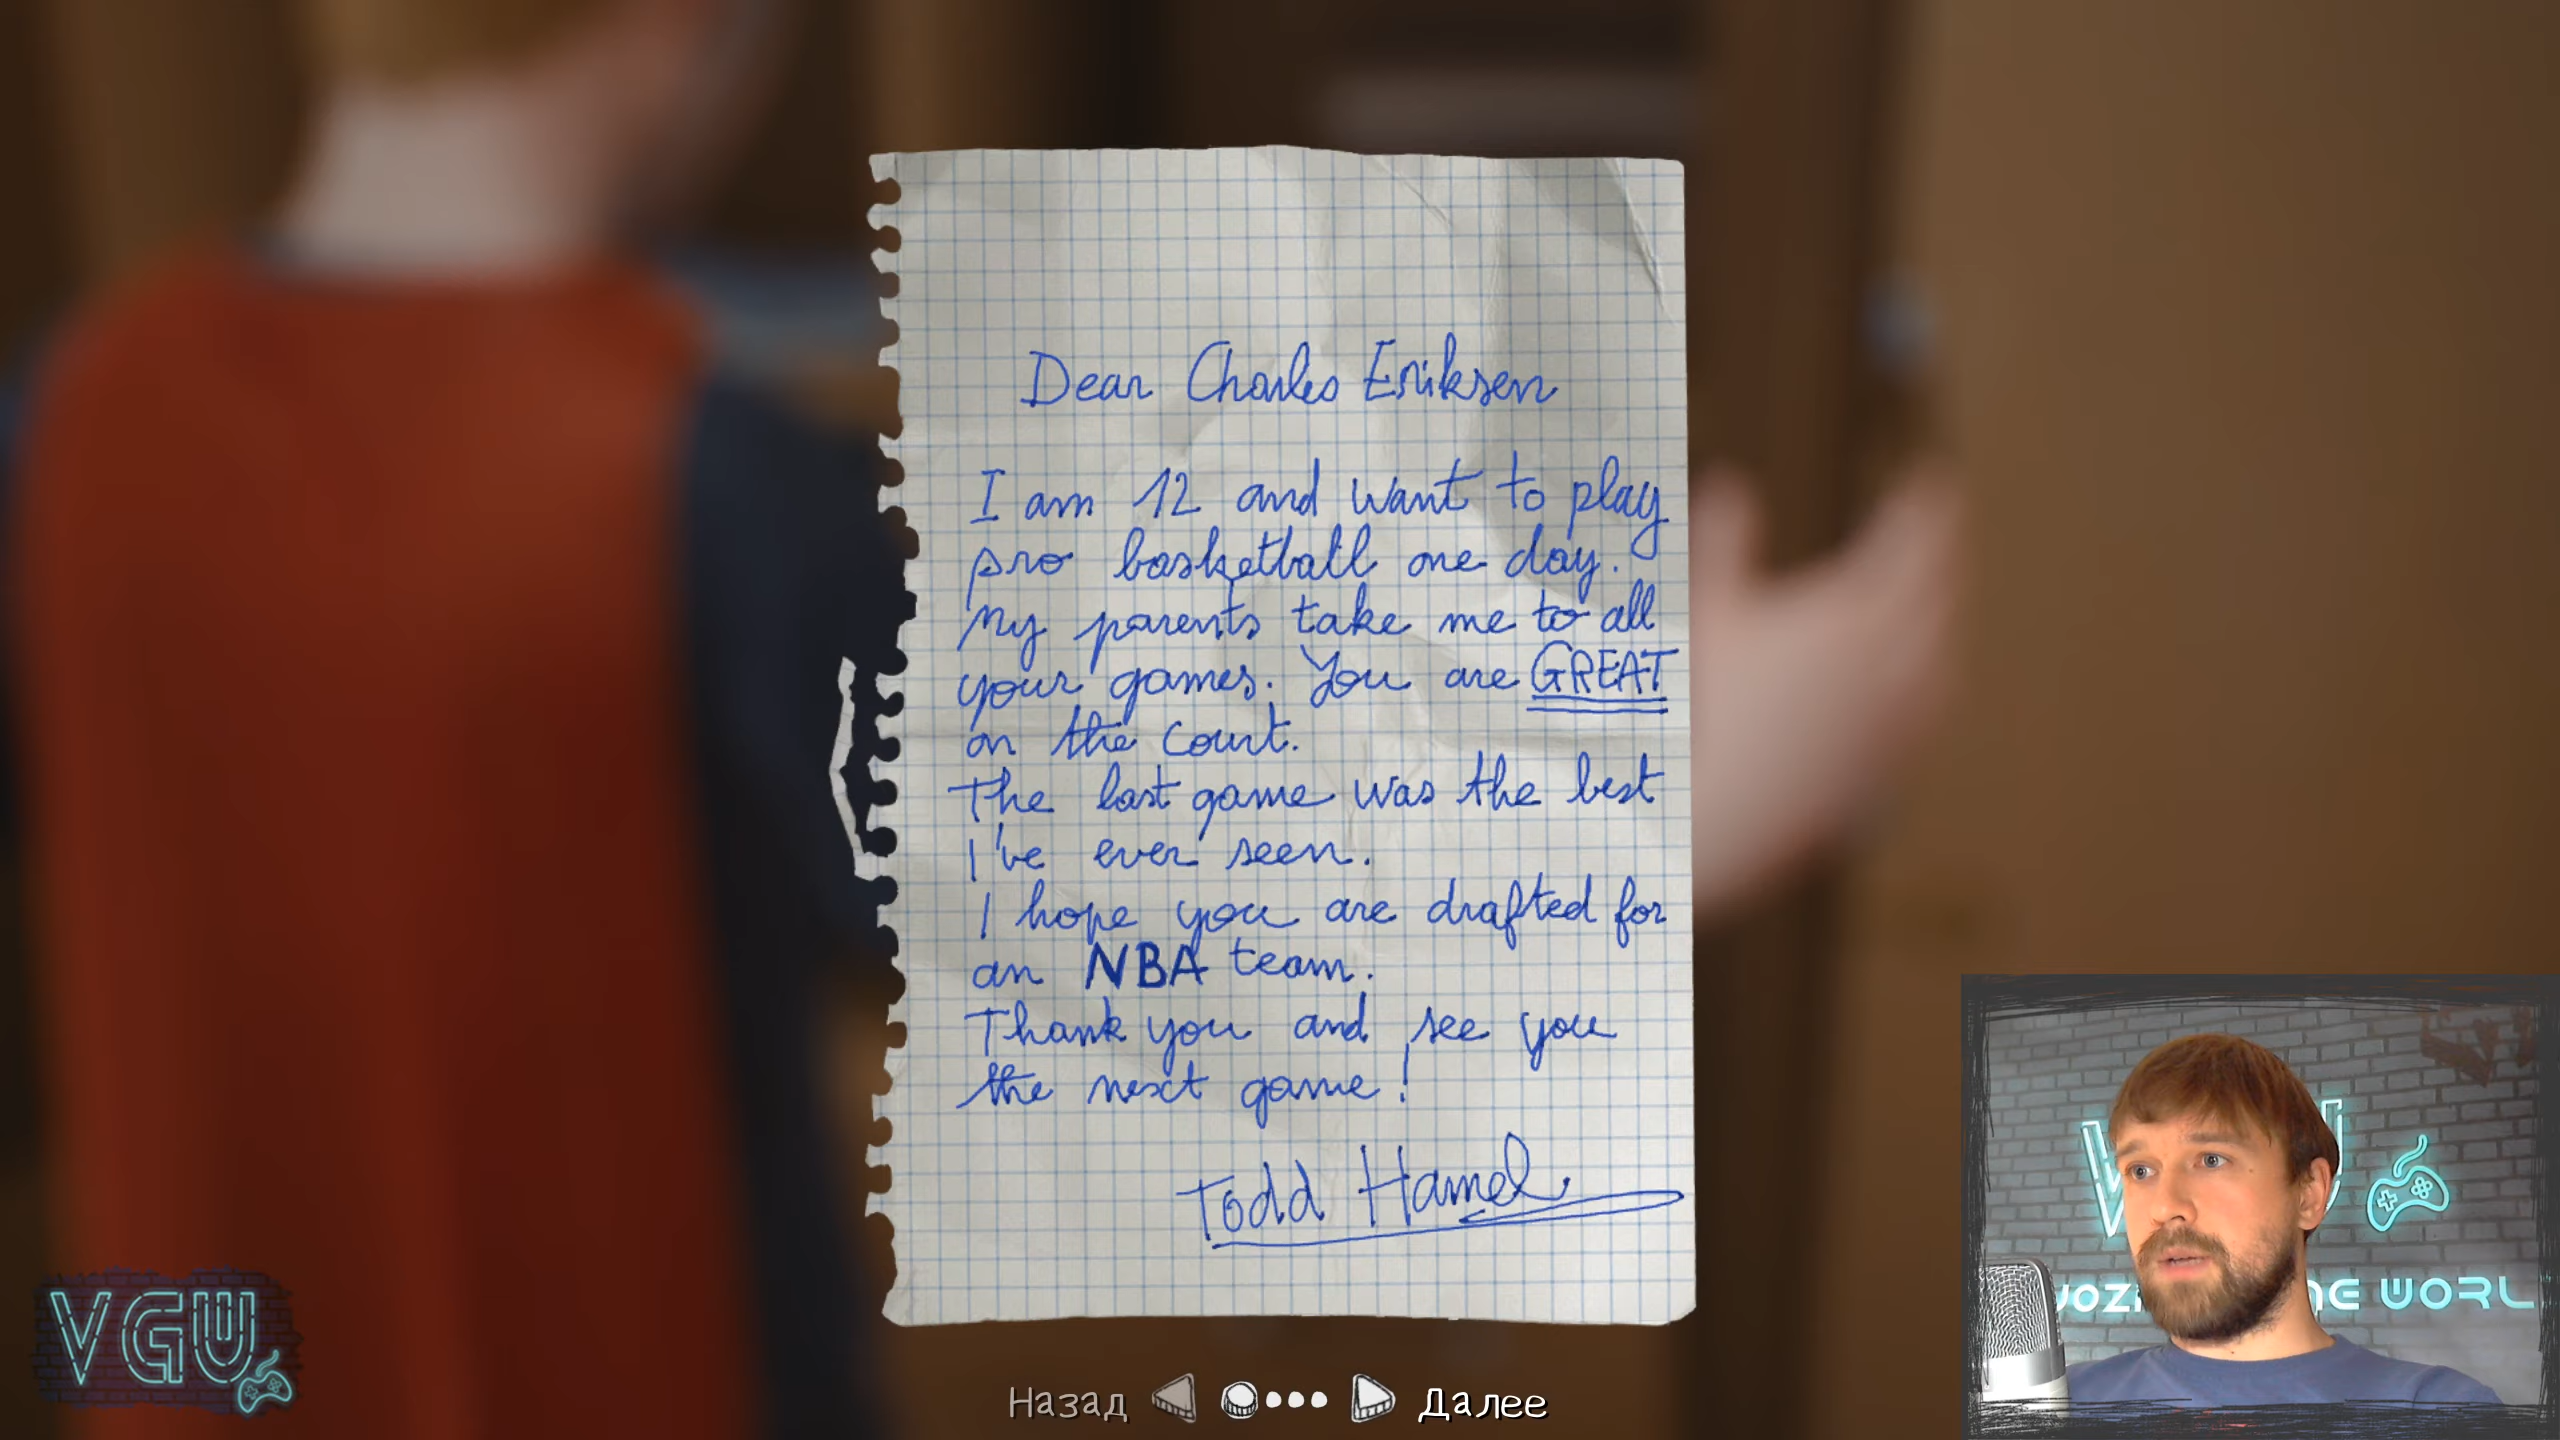 Dear Charles Eriksen
I am 12 and want to play
pro basketball one day.
My parents take me to all
your games. You are GREAT
on the court.
The last game was the best
I've ever seen.
I hope you are drafted for
an NBA team.
Thank you and see you
the next game!
Todd Hamel
Назад
Далее
VGW